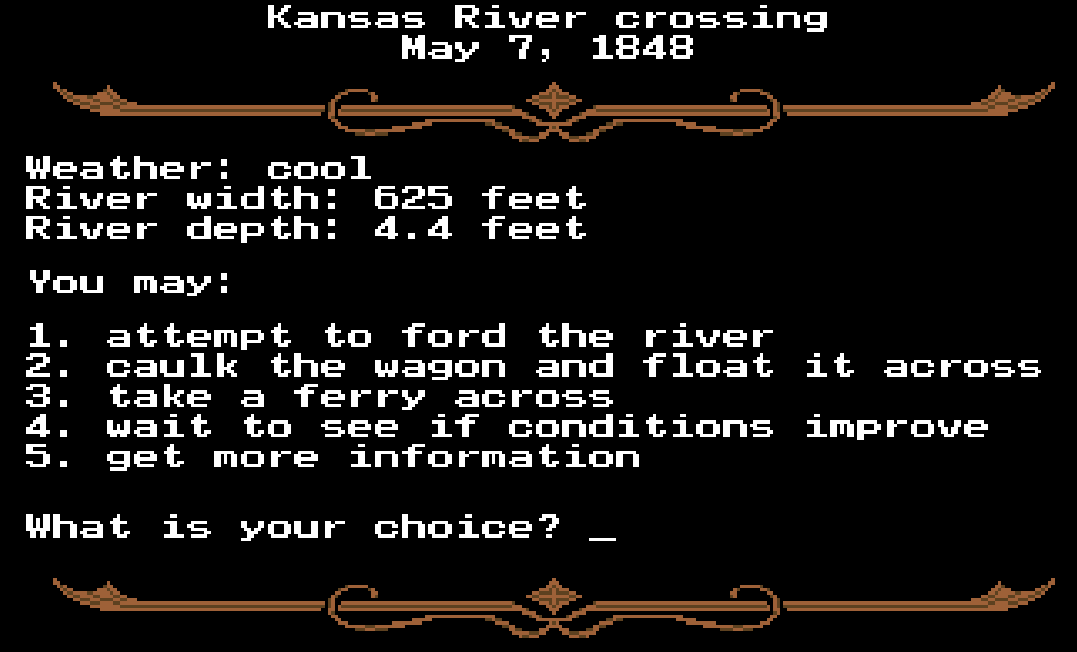 Kansas River crossing
May 7, 1848
Weather: cool
River width: 625 feet
River depth: 4.4 feet
You may:
1. attempt to ford the river
2. caulk the wagon and float it across
3. take a ferry across
4. wait to see if conditions improve
5. get more information
What is your choice? _